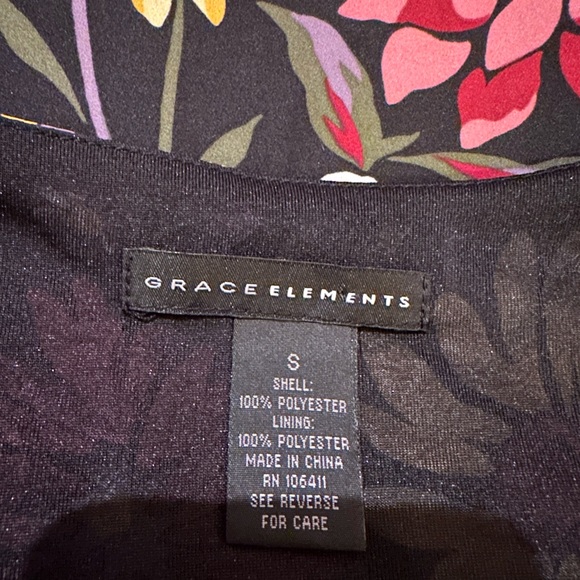 GRACE ELEMENTS
S
SHELL:
100% POLYESTER
LINING:
100% POLYESTER
MADE IN CHINA
RN 106411
SEE REVERSE
FOR CARE